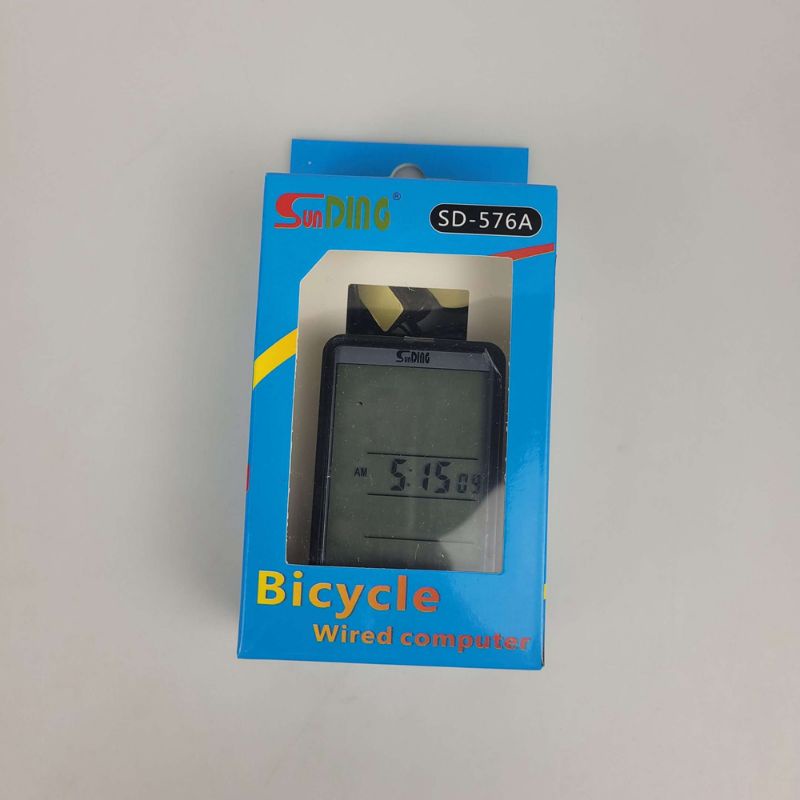 SunDING®
SD-576A
SunDING
AM 5:15 09
Bicycle
Wired computer